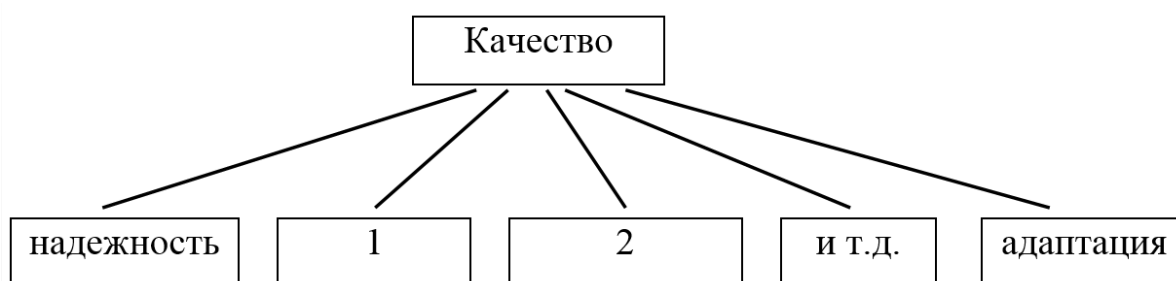 Качество
надежность
1
2
и т.д.
адаптация